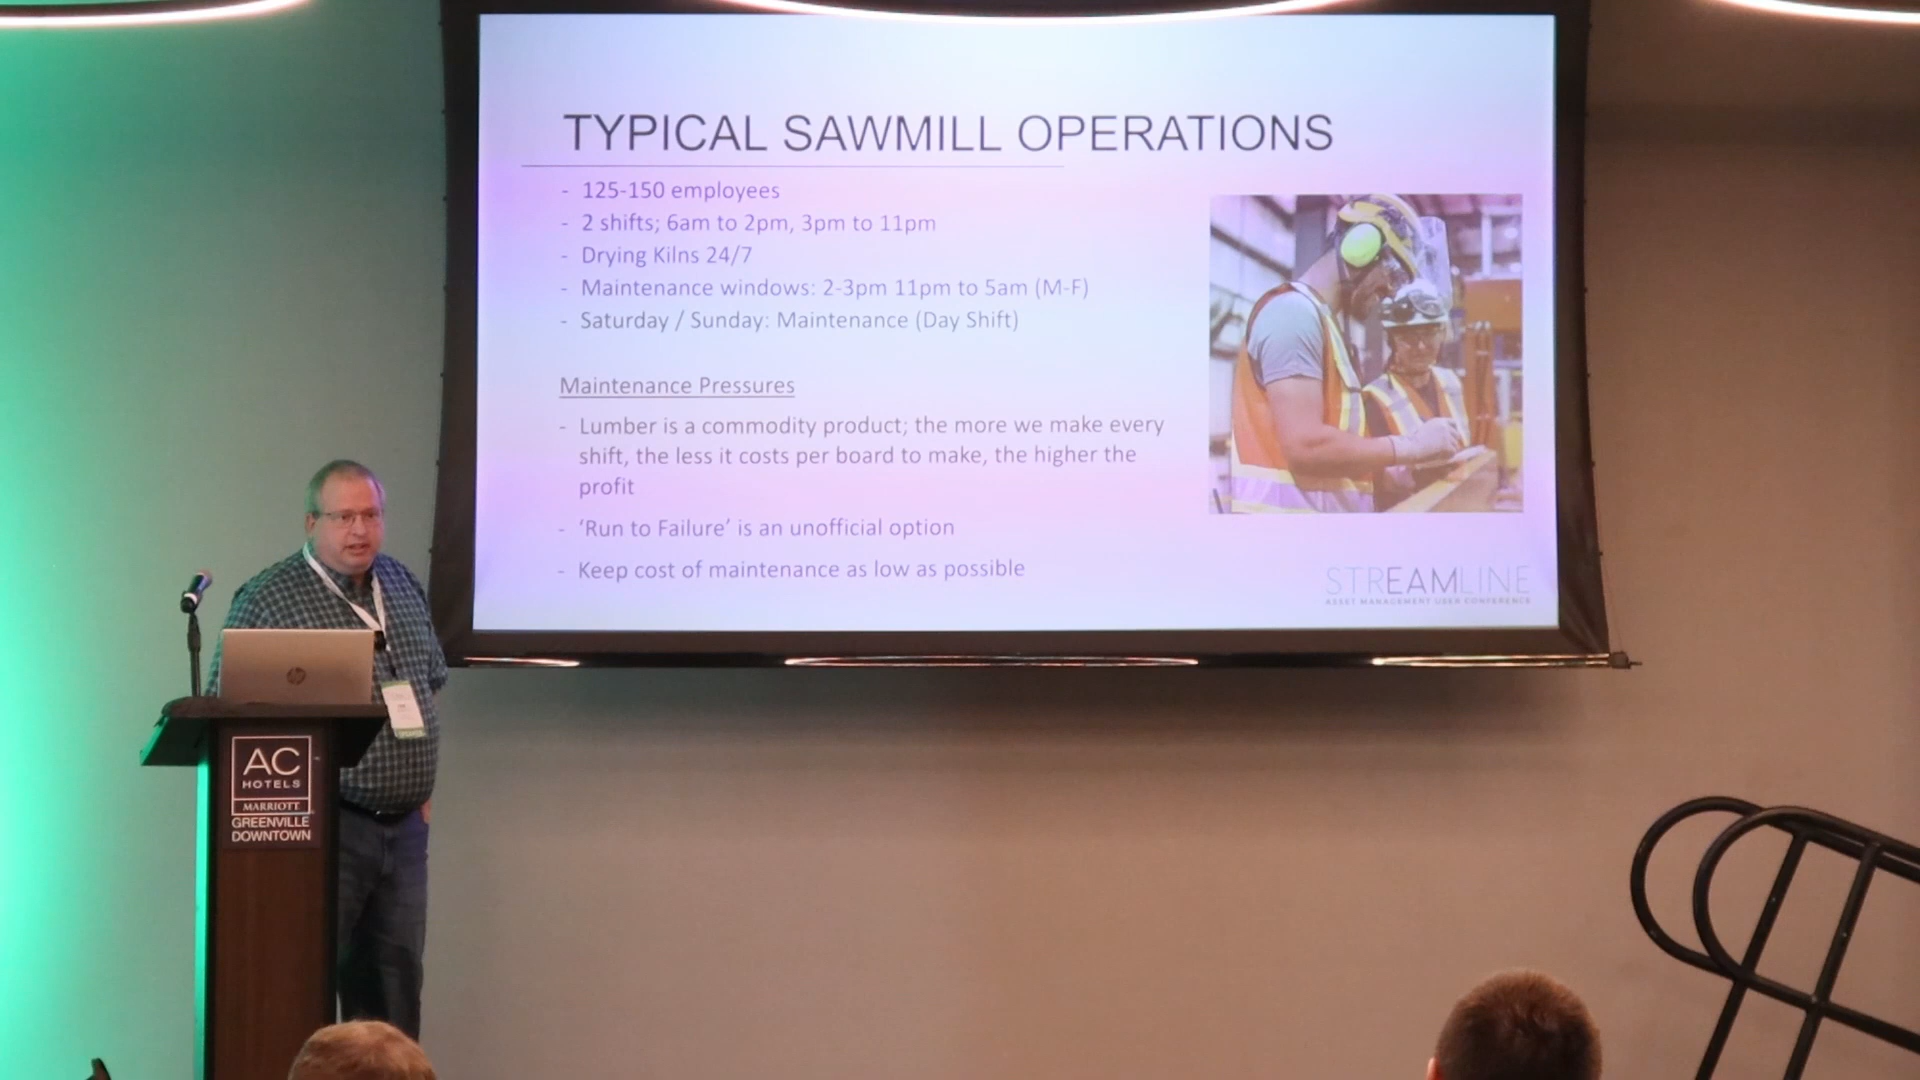 TYPICAL SAWMILL OPERATIONS
- 125-150 employees
- 2 shifts; 6am to 2pm, 3pm to 11pm
- Drying Kilns 24/7
- Maintenance windows: 2-3pm 11pm to 5am (M-F)
- Saturday / Sunday: Maintenance (Day Shift)
Maintenance Pressures
- Lumber is a commodity product; the more we make every
shift, the less it costs per board to make, the higher the
profit
- ‘Run to Failure’ is an unofficial option
- Keep cost of maintenance as low as possible
STREAMLINE
ASSET MANAGEMENT USER CONFERENCE
hp
AC
HOTELS
MARRIOTT
GREENVILLE
DOWNTOWN